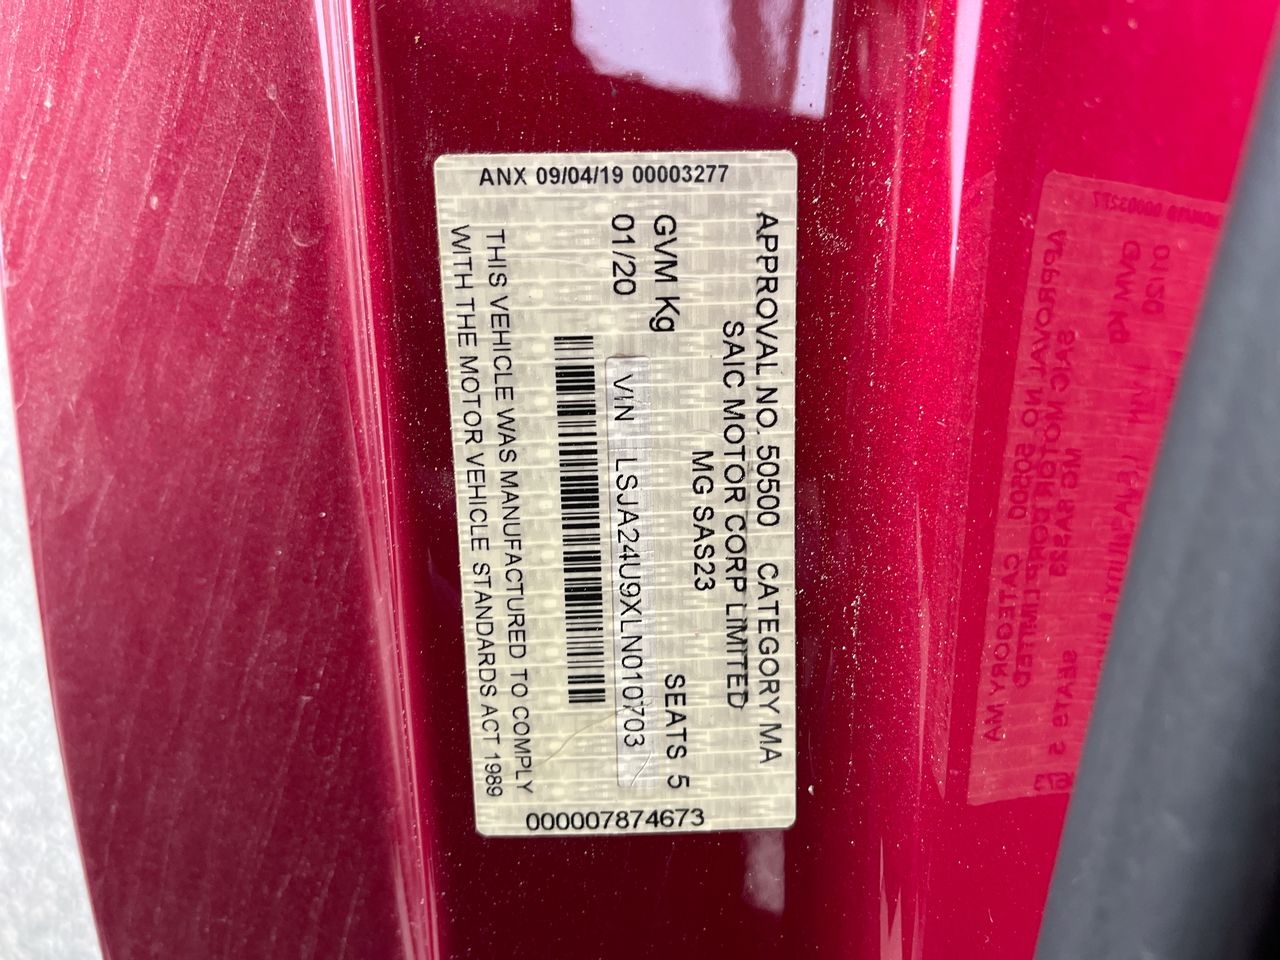 ANX 09/04/19 00003277
APPROVAL NO. 50500 CATEGORY MA
SAIC MOTOR CORP LIMITED
MG SAS23
GVM Kg SEATS 5
01/20 VIN LSJA24U9XLN010703
THIS VEHICLE WAS MANUFACTURED TO COMPLY
WITH THE MOTOR VEHICLE STANDARDS ACT 1989
000007874673